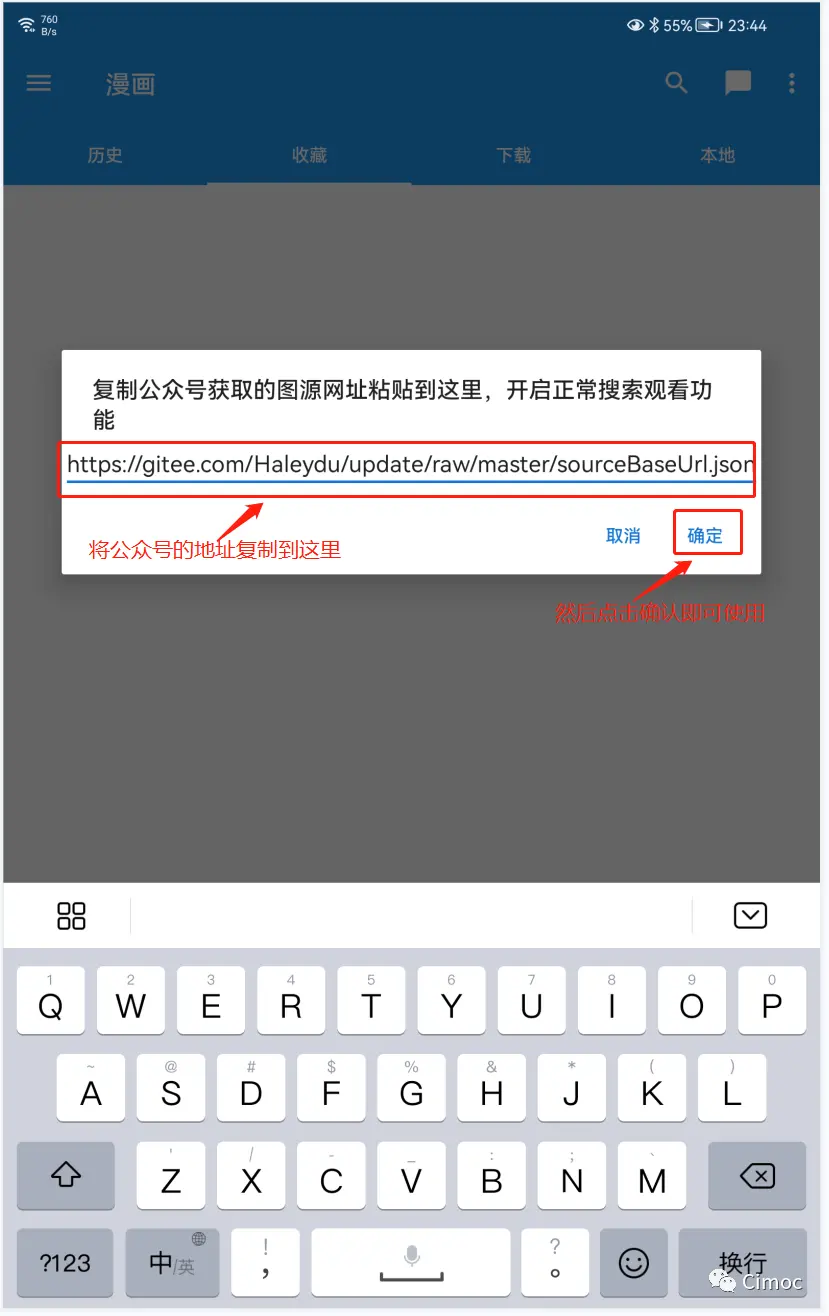 760
B/s
55%
23:44
漫画
历史
收藏
下载
本地
复制公众号获取的图源网址粘贴到这里，开启正常搜索观看功
能
https://gitee.com/Haleydu/update/raw/master/sourceBaseUrl.json
将公众号的地址复制到这里
取消
确定
然后点击确认即可使用
1 2 3 4 5 6 7 8 9 0
Q W E R T Y U I O P
~ @ # $ % & * ( )
A S D F G H J K L
' / - _ : ; `
Z X C V B N M
?123
中/英
!
,
?
。
换行
Cimoc